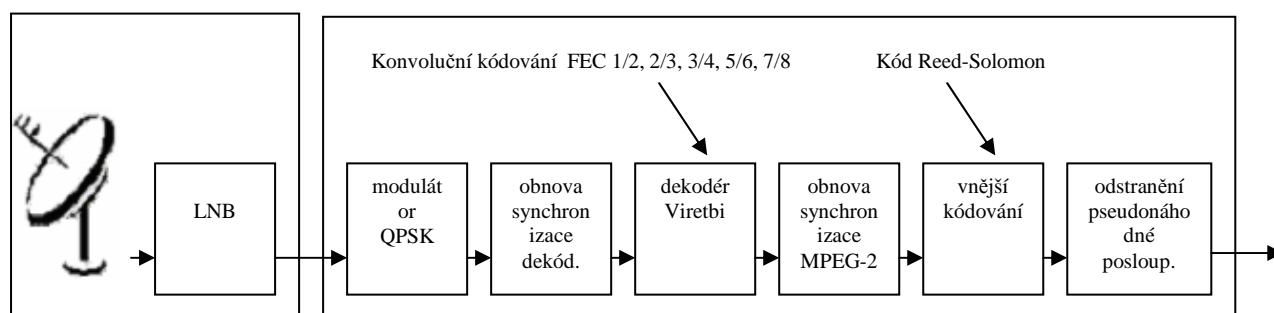 Konvoluční kódování  FEC 1/2, 2/3, 3/4, 5/6, 7/8
Kód Reed-Solomon
LNB
modulát
or
QPSK
obnova
synchron
izace
dekód.
dekodér
Viretbi
obnova
synchron
izace
MPEG-2
vnější
kódování
odstranění
pseudonáho
dné
posloup.